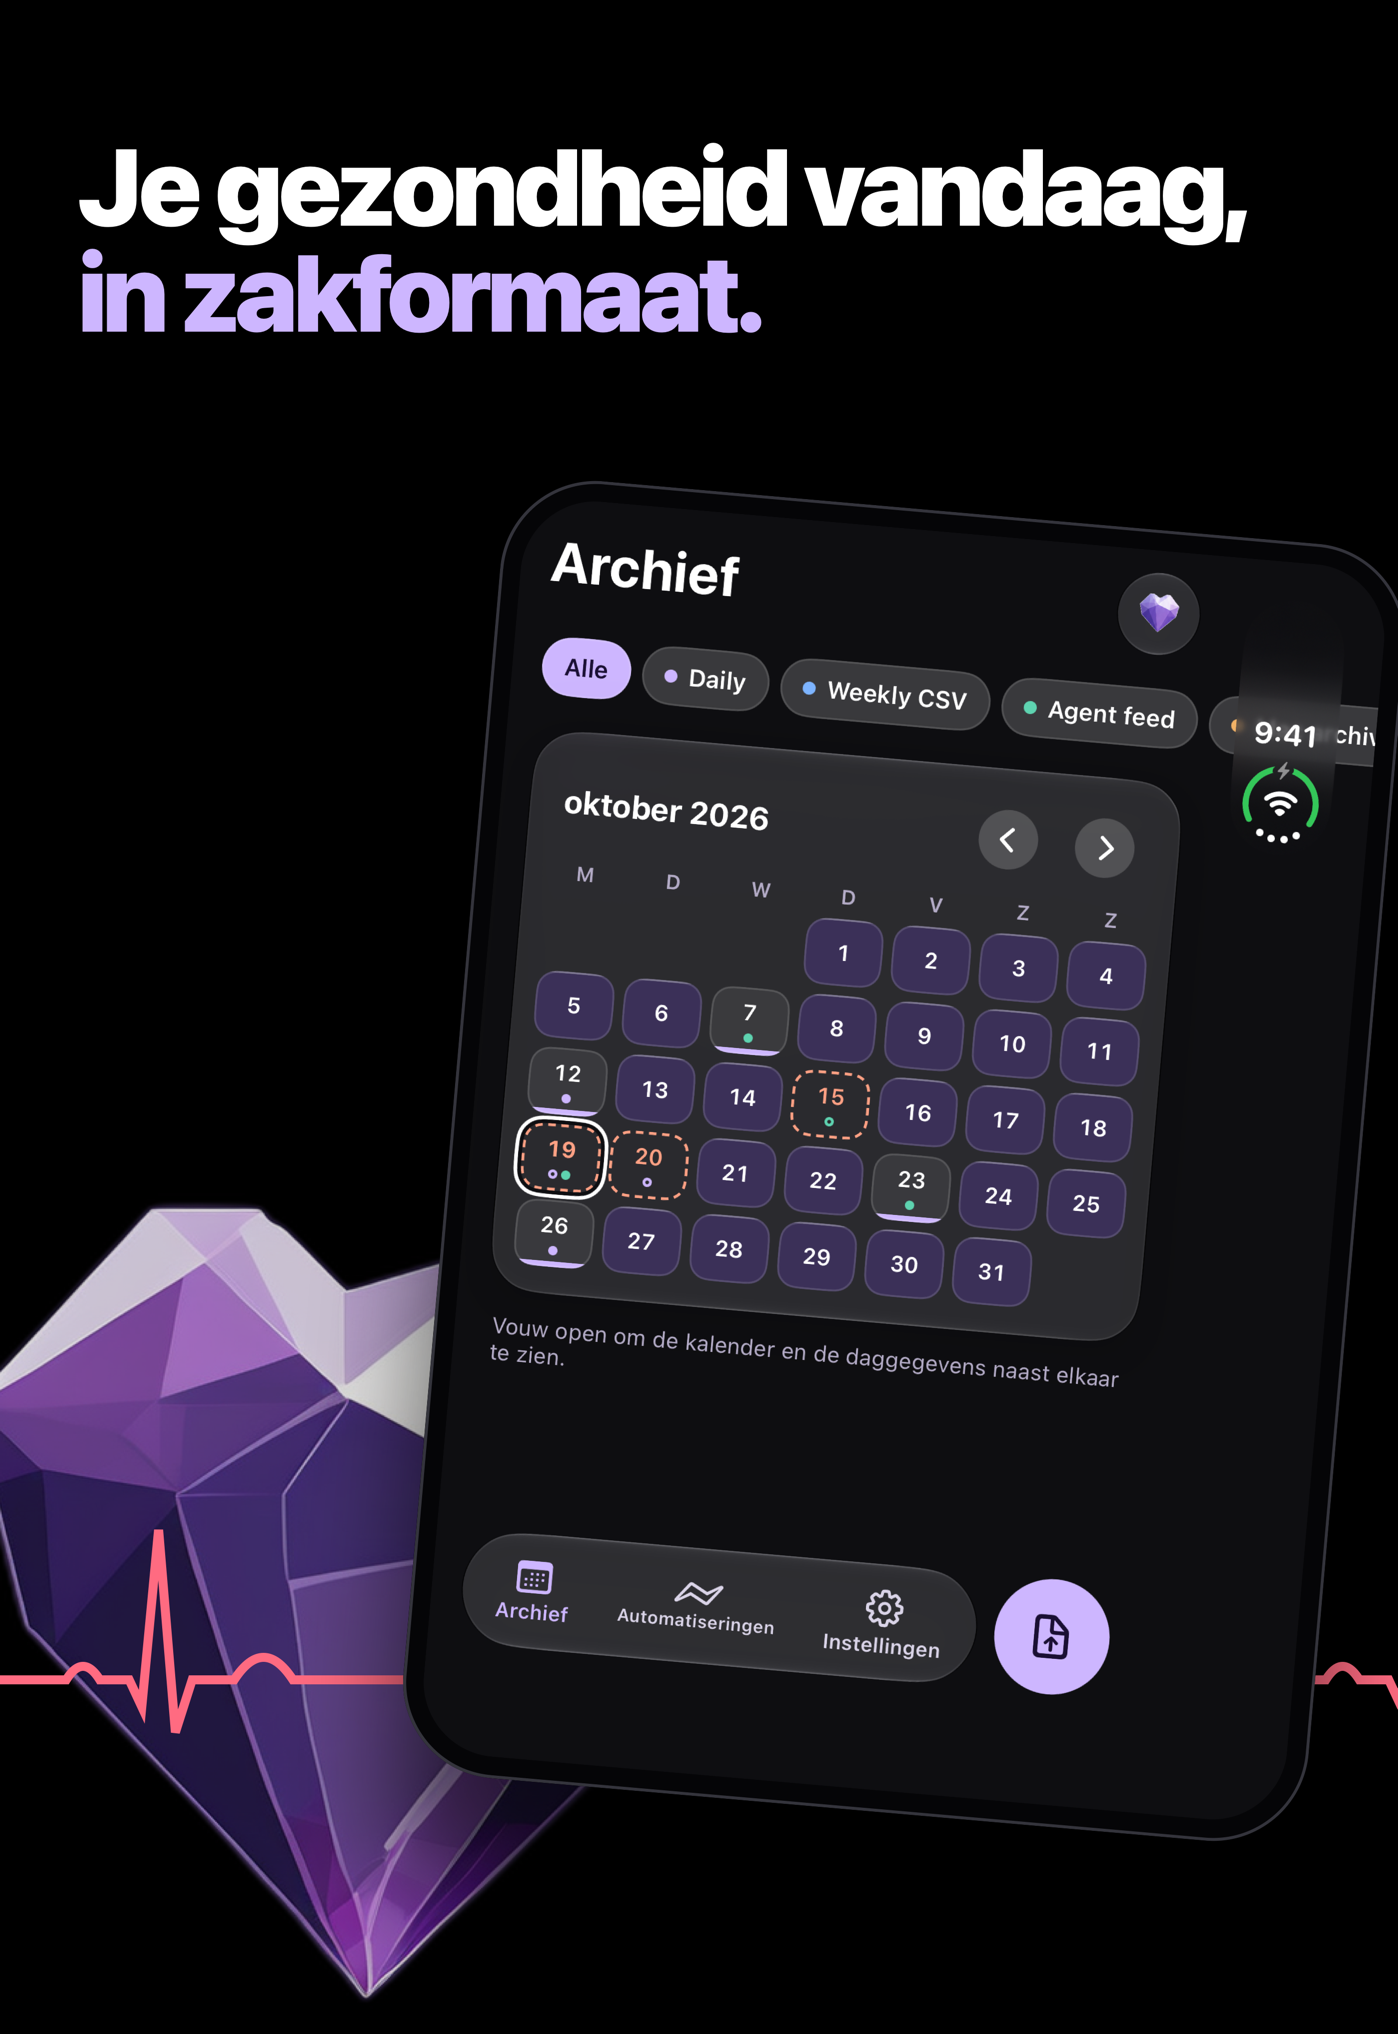 Je gezondheid vandaag,
in zakformaat.
Archief
Alle
Daily
Weekly CSV
Agent feed
9:41
oktober 2026
M D W D V Z Z
1 2 3 4
5 6 7 8 9 10 11
12 13 14 15 16 17 18
19 20 21 22 23 24 25
26 27 28 29 30 31
Vouw open om de kalender en de daggegevens naast elkaar
te zien.
Archief
Automatiseringen
Instellingen